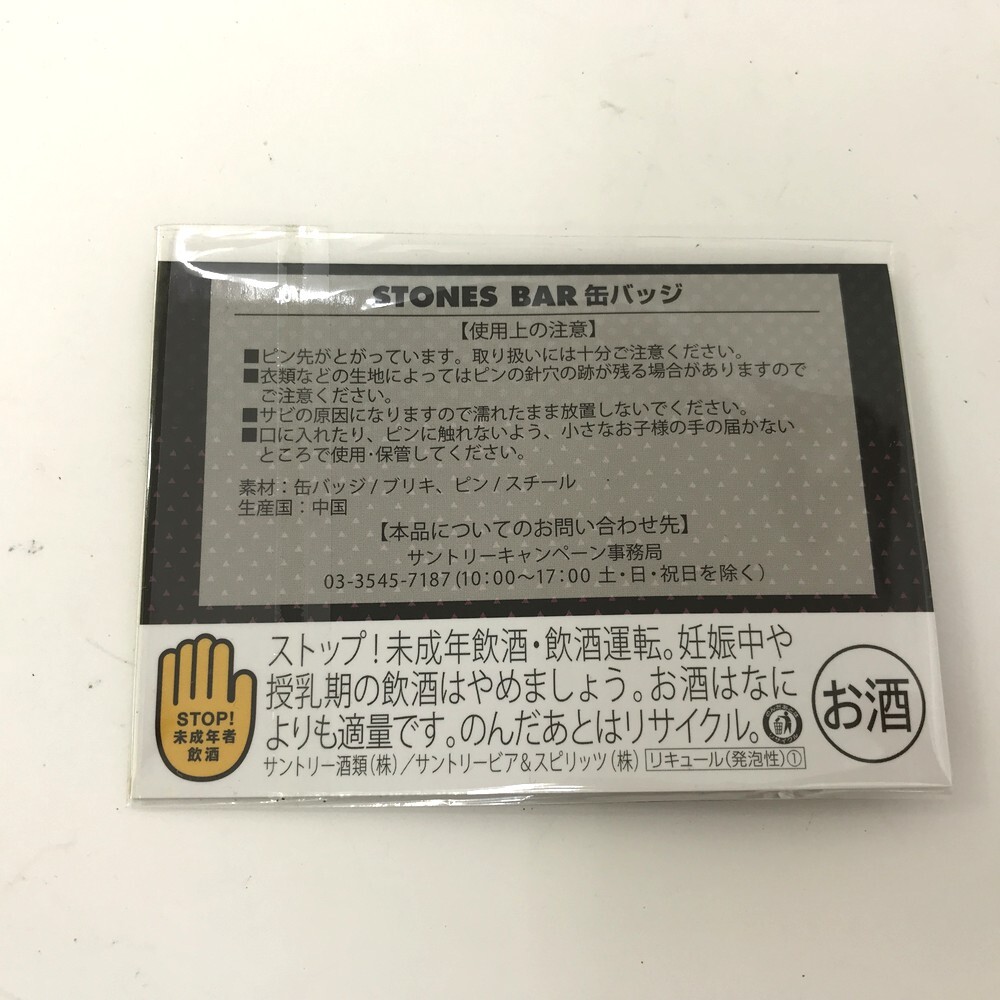 STONES BAR 缶バッジ
【使用上の注意】
■ピン先がとがっています。取り扱いには十分ご注意ください。
■衣類などの生地によってはピンの針穴の跡が残る場合がありますので
ご注意ください。
■サビの原因になりますので濡れたまま放置しないでください。
■口に入れたり、ピンに触れないよう、小さなお子様の手の届かない
ところで使用・保管してください。
素材：缶バッジ / ブリキ、ピン / スチール
生産国：中国
【本品についてのお問い合わせ先】
サントリーキャンペーン事務局
03-3545-7187 (10：00～17：00 土・日・祝日を除く)
STOP!
未成年者
飲酒
ストップ！未成年飲酒・飲酒運転。妊娠中や
授乳期の飲酒はやめましょう。お酒はなに
よりも適量です。のんだあとはリサイクル。
サントリー酒類（株）／サントリービア＆スピリッツ（株） リキュール（発泡性）①
お酒